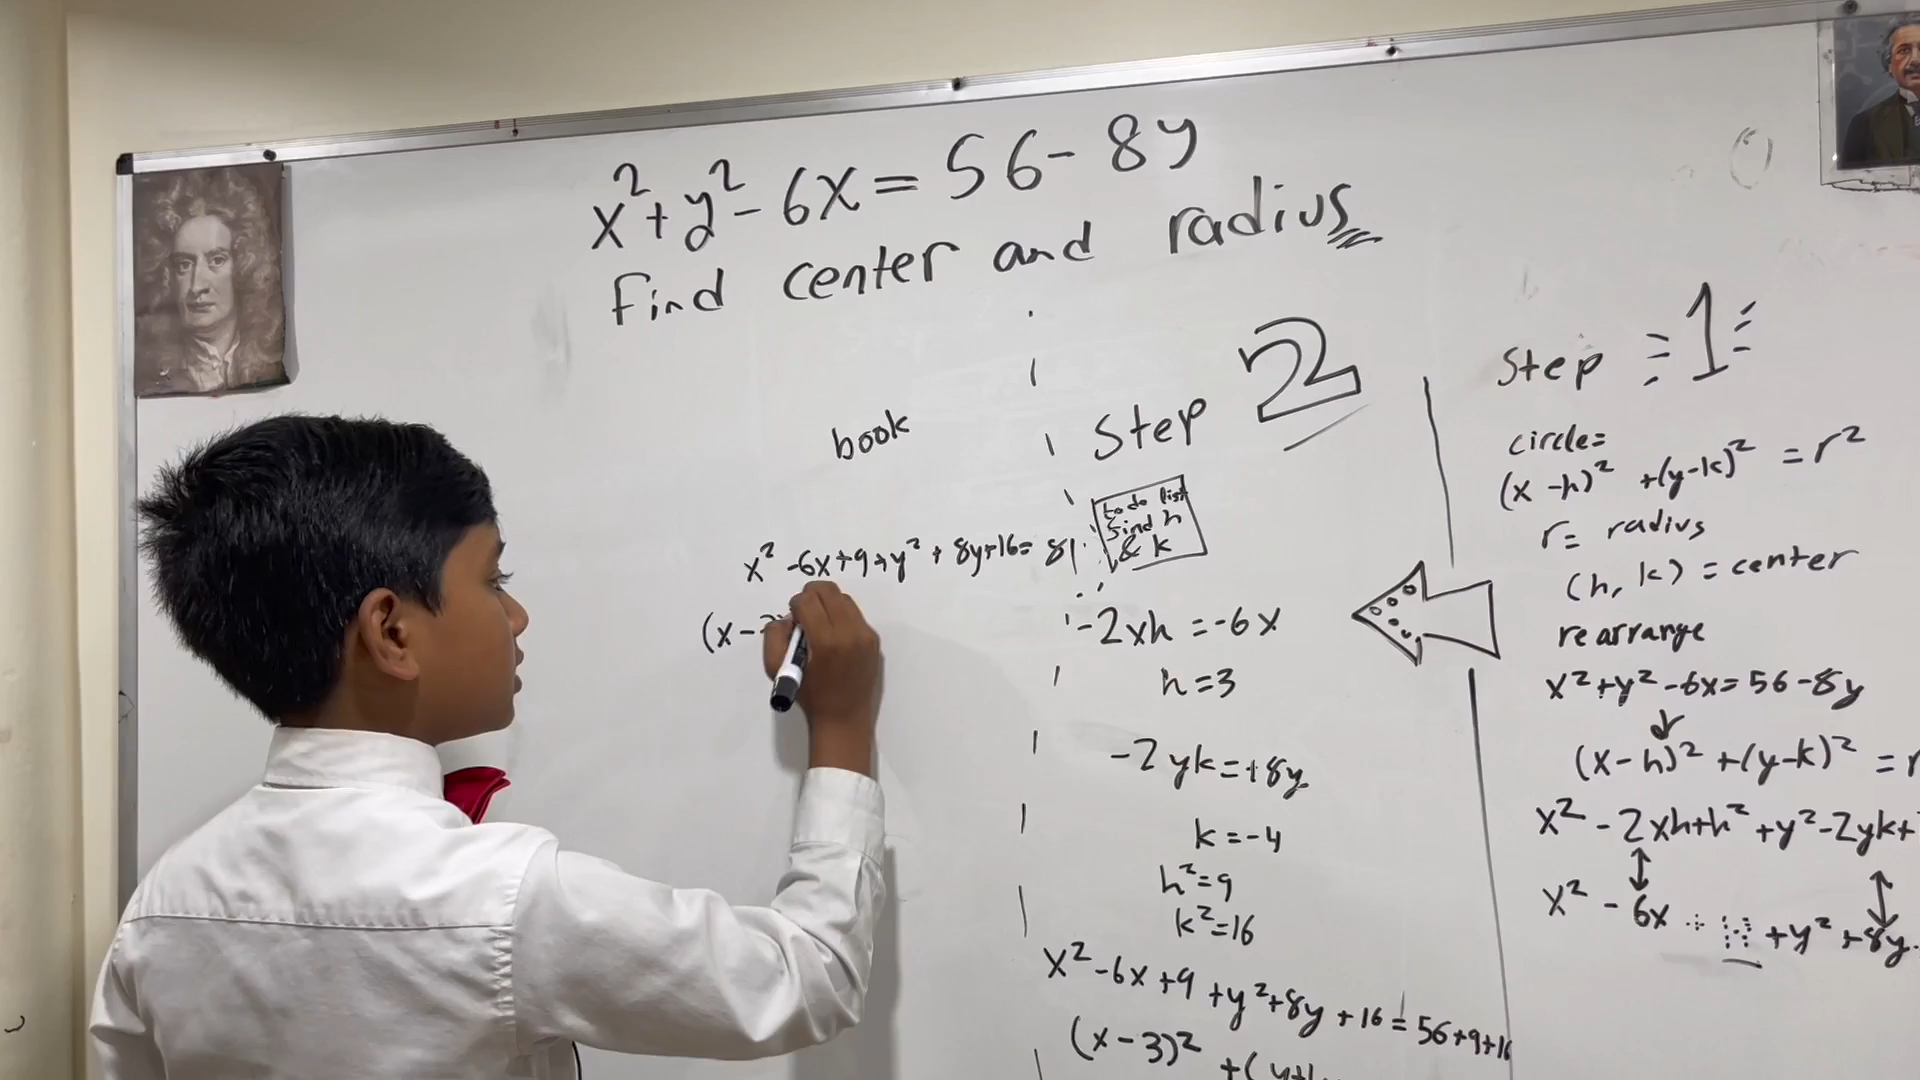 x² + y² - 6x = 56 - 8y
Find center and radius
book
x² - 6x + 9 + y² + 8y + 16 = 81
(x -
Step 2
to do list
find h
& k
-2xh = -6x
h = 3
-2yk = +8y
k = -4
h² = 9
k² = 16
x² - 6x + 9 + y² + 8y + 16 = 56 + 9 + 16
(x - 3)² + (y+
Step 1
circle =
(x - h)² + (y - k)² = r²
r = radius
(h, k) = center
rearrange
x² + y² - 6x = 56 - 8y
(x - h)² + (y - k)² = r
x² - 2xh + h² + y² - 2yk +
x² - 6x + + y² + 8y